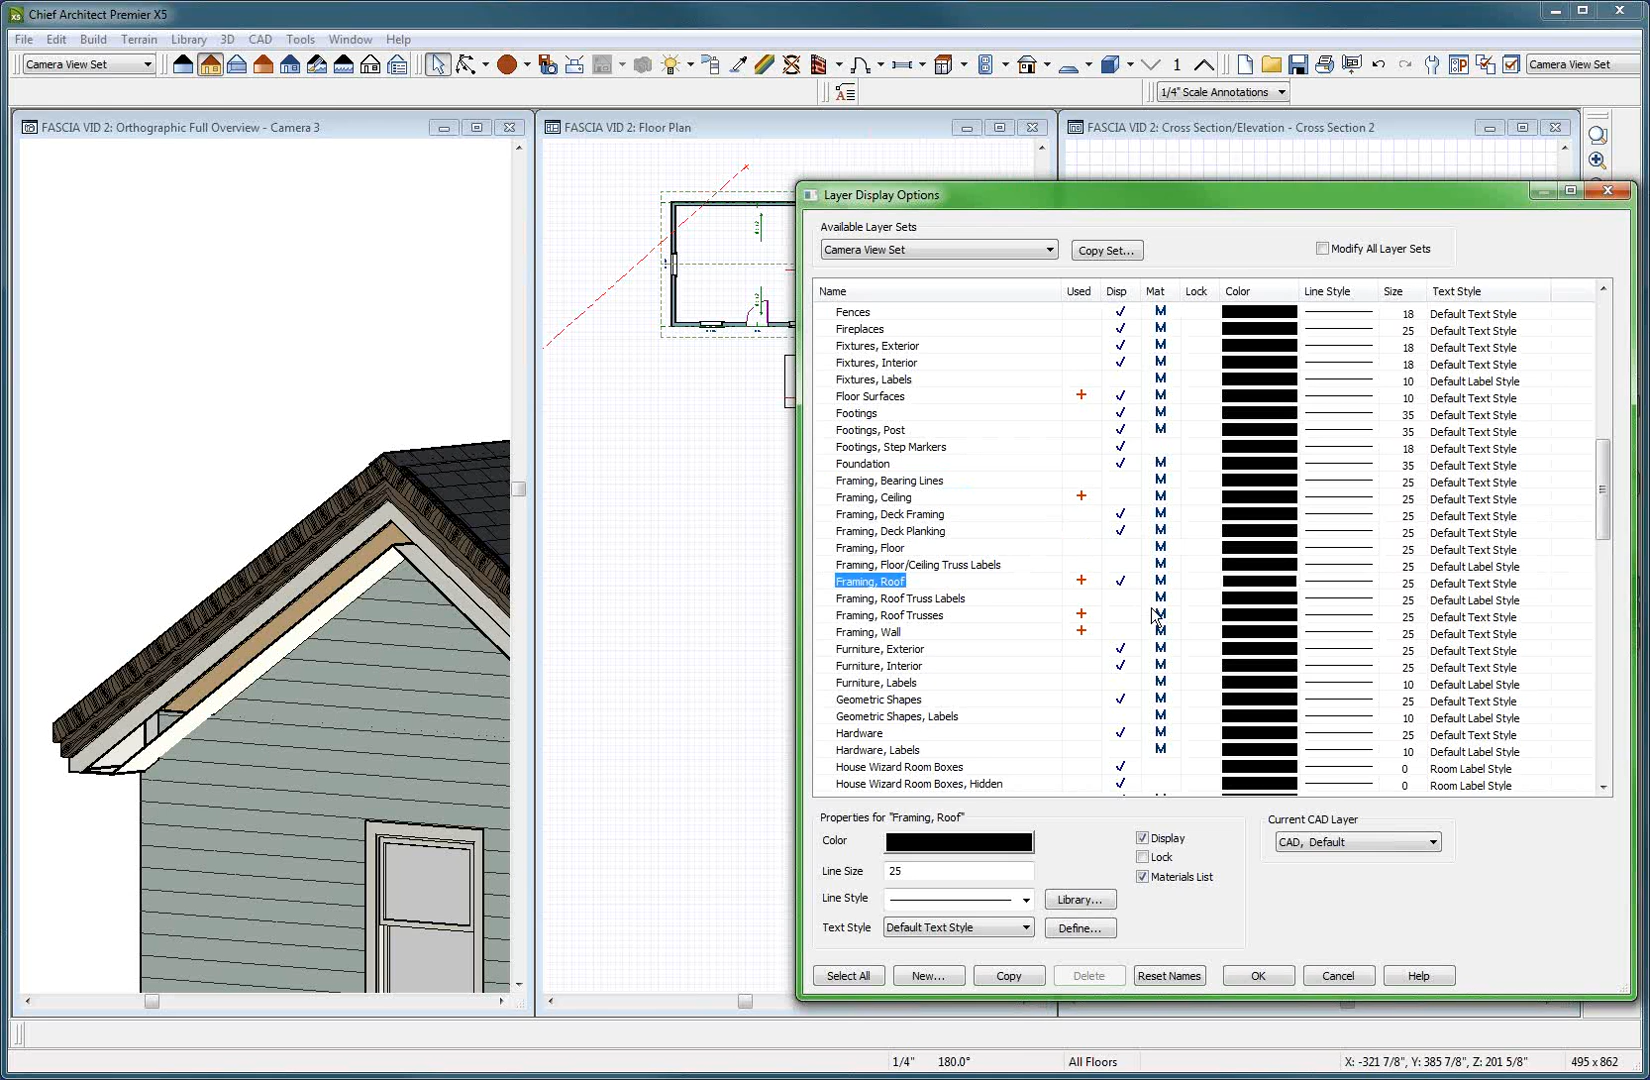 Chief Architect Premier X5
File Edit Build Terrain Library 3D CAD Tools Window Help
Camera View Set
1
Camera View Set
1/4" Scale Annotations
FASCIA VID 2: Orthographic Full Overview - Camera 3
FASCIA VID 2: Floor Plan
FASCIA VID 2: Cross Section/Elevation - Cross Section 2
Layer Display Options
Available Layer Sets
Camera View Set
Copy Set...
Modify All Layer Sets
Name Used Disp Mat Lock Color Line Style Size Text Style
Fences M 18 Default Text Style
Fireplaces M 25 Default Text Style
Fixtures, Exterior M 18 Default Text Style
Fixtures, Interior M 18 Default Text Style
Fixtures, Labels M 10 Default Label Style
Floor Surfaces + M 10 Default Text Style
Footings M 35 Default Text Style
Footings, Post M 35 Default Text Style
Footings, Step Markers 18 Default Text Style
Foundation M 35 Default Text Style
Framing, Bearing Lines M 25 Default Text Style
Framing, Ceiling + M 25 Default Text Style
Framing, Deck Framing M 25 Default Text Style
Framing, Deck Planking M 25 Default Text Style
Framing, Floor M 25 Default Text Style
Framing, Floor/Ceiling Truss Labels M 25 Default Label Style
Framing, Roof + M 25 Default Text Style
Framing, Roof Truss Labels M 25 Default Label Style
Framing, Roof Trusses + M 25 Default Text Style
Framing, Wall + M 25 Default Text Style
Furniture, Exterior M 25 Default Text Style
Furniture, Interior M 25 Default Text Style
Furniture, Labels M 10 Default Label Style
Geometric Shapes M 25 Default Text Style
Geometric Shapes, Labels M 10 Default Label Style
Hardware M 25 Default Text Style
Hardware, Labels M 10 Default Label Style
House Wizard Room Boxes 0 Room Label Style
House Wizard Room Boxes, Hidden 0 Room Label Style
Properties for "Framing, Roof"
Color
Line Size 25
Line Style
Library...
Text Style Default Text Style
Define...
Display
Lock
Materials List
Current CAD Layer
CAD, Default
Select All New... Copy Delete Reset Names OK Cancel Help
1/4" 180.0° All Floors X: -321 7/8", Y: 385 7/8", Z: 201 5/8" 495 x 862